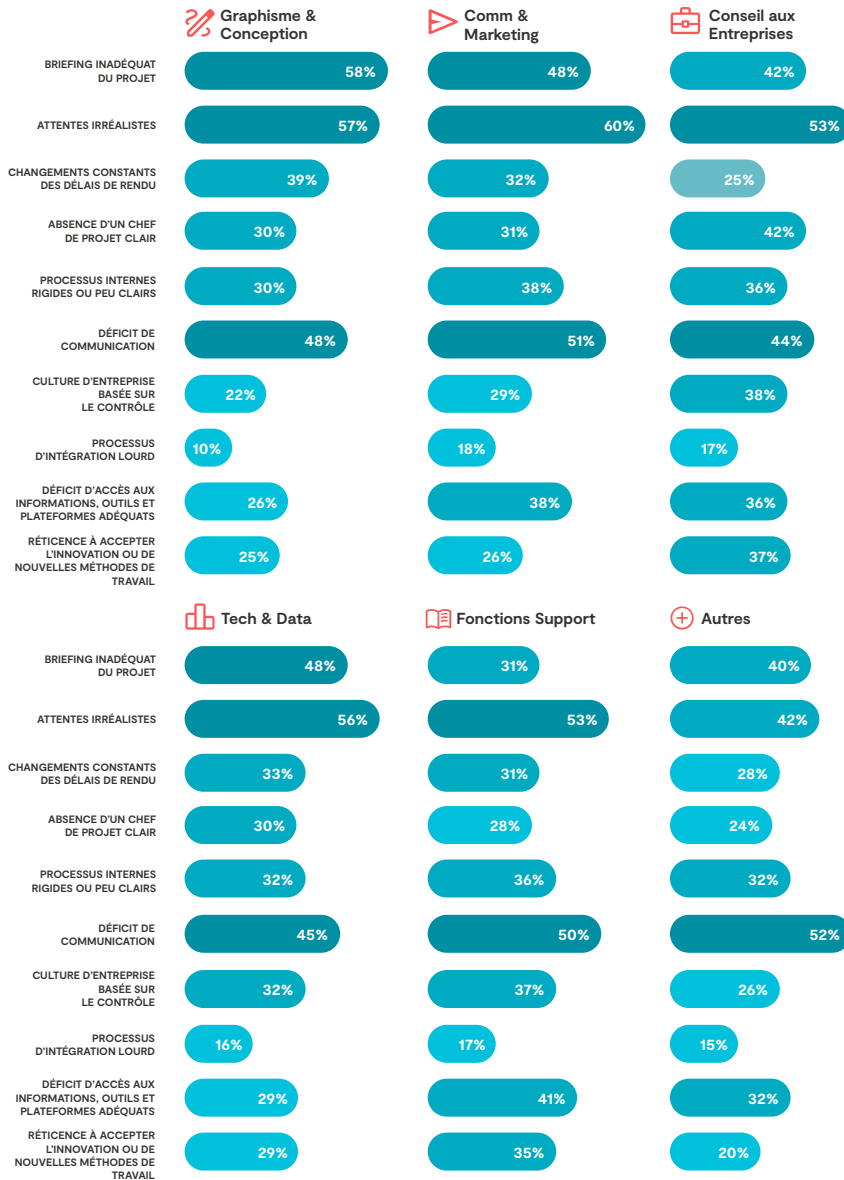 Graphisme &
Conception
Comm &
Marketing
Conseil aux
Entreprises
BRIEFING INADÉQUAT
DU PROJET
58%
48%
42%
ATTENTES IRRÉALISTES
57%
60%
53%
CHANGEMENTS CONSTANTS
DES DÉLAIS DE RENDU
39%
32%
25%
ABSENCE D'UN CHEF
DE PROJET CLAIR
30%
31%
42%
PROCESSUS INTERNES
RIGIDES OU PEU CLAIRS
30%
38%
36%
DÉFICIT DE
COMMUNICATION
48%
51%
44%
CULTURE D'ENTREPRISE
BASÉE SUR
LE CONTRÔLE
22%
29%
38%
PROCESSUS
D'INTÉGRATION LOURD
10%
18%
17%
DÉFICIT D'ACCÈS AUX
INFORMATIONS, OUTILS ET
PLATEFORMES ADÉQUATS
26%
38%
36%
RÉTICENCE À ACCEPTER
L'INNOVATION OU DE
NOUVELLES MÉTHODES DE
TRAVAIL
25%
26%
37%
Tech & Data
Fonctions Support
Autres
BRIEFING INADÉQUAT
DU PROJET
48%
31%
40%
ATTENTES IRRÉALISTES
56%
53%
42%
CHANGEMENTS CONSTANTS
DES DÉLAIS DE RENDU
33%
31%
28%
ABSENCE D'UN CHEF
DE PROJET CLAIR
30%
28%
24%
PROCESSUS INTERNES
RIGIDES OU PEU CLAIRS
32%
36%
32%
DÉFICIT DE
COMMUNICATION
45%
50%
52%
CULTURE D'ENTREPRISE
BASÉE SUR
LE CONTRÔLE
32%
37%
26%
PROCESSUS
D'INTÉGRATION LOURD
16%
17%
15%
DÉFICIT D'ACCÈS AUX
INFORMATIONS, OUTILS ET
PLATEFORMES ADÉQUATS
29%
41%
32%
RÉTICENCE À ACCEPTER
L'INNOVATION OU DE
NOUVELLES MÉTHODES DE
TRAVAIL
29%
35%
20%